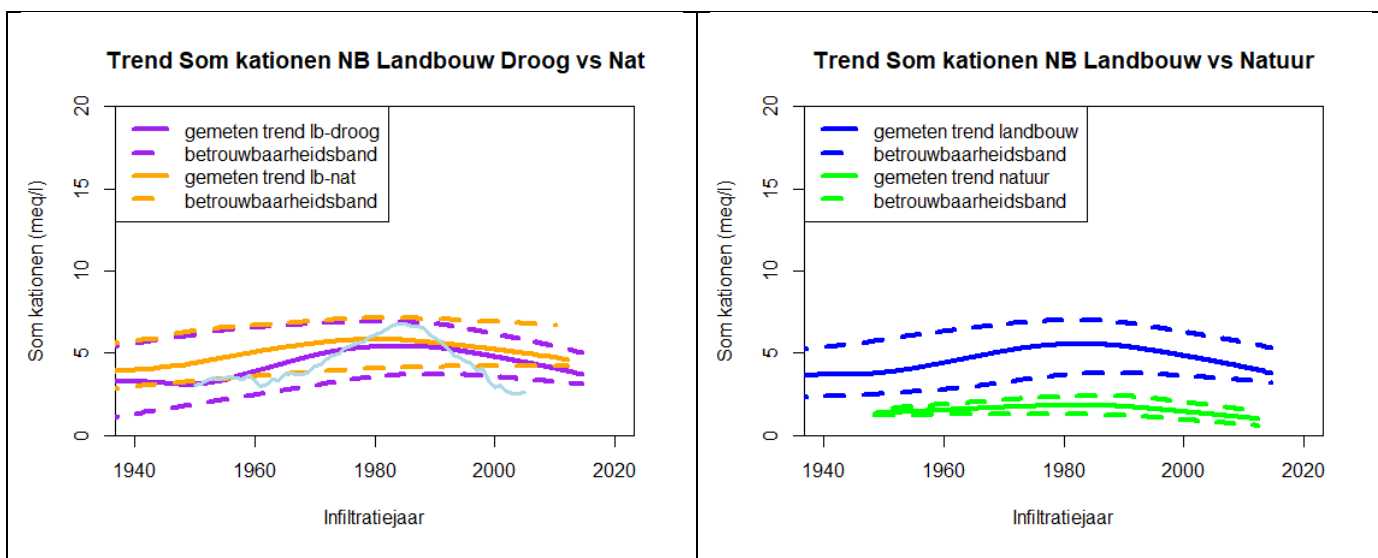 Trend Som kationen NB Landbouw Droog vs Nat
Som kationen (meq/l)
20
15
10
5
0
gemeten trend lb-droog
betrouwbaarheidsband
gemeten trend lb-nat
betrouwbaarheidsband
1940 1960 1980 2000 2020
Infiltratiejaar
Trend Som kationen NB Landbouw vs Natuur
Som kationen (meq/l)
20
15
10
5
0
gemeten trend landbouw
betrouwbaarheidsband
gemeten trend natuur
betrouwbaarheidsband
1940 1960 1980 2000 2020
Infiltratiejaar